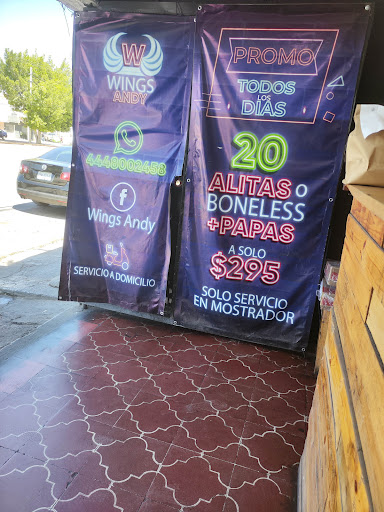 W
WINGS
ANDY
4448002458
f
Wings Andy
SERVICIO A DOMICILIO
PROMO
TODOS
LOS
DÍAS
20
ALITAS O
BONELESS
+PAPAS
A SOLO
$295
SOLO SERVICIO
EN MOSTRADOR